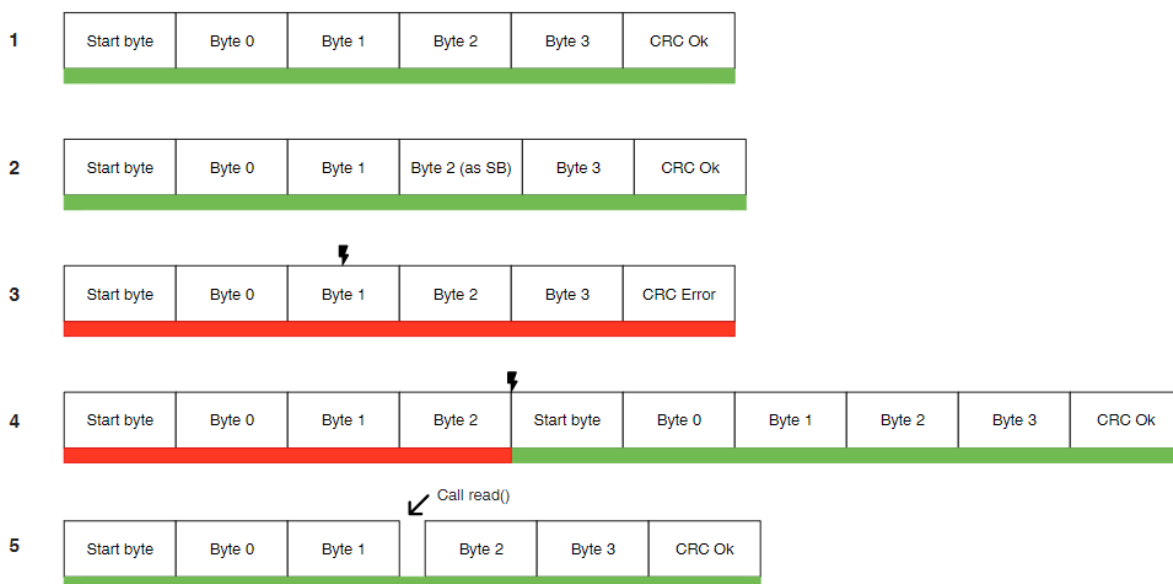 1 Start byte Byte 0 Byte 1 Byte 2 Byte 3 CRC Ok
2 Start byte Byte 0 Byte 1 Byte 2 (as SB) Byte 3 CRC Ok
3 Start byte Byte 0 Byte 1 Byte 2 Byte 3 CRC Error
4 Start byte Byte 0 Byte 1 Byte 2 Start byte Byte 0 Byte 1 Byte 2 Byte 3 CRC Ok
Call read()
5 Start byte Byte 0 Byte 1 Byte 2 Byte 3 CRC Ok